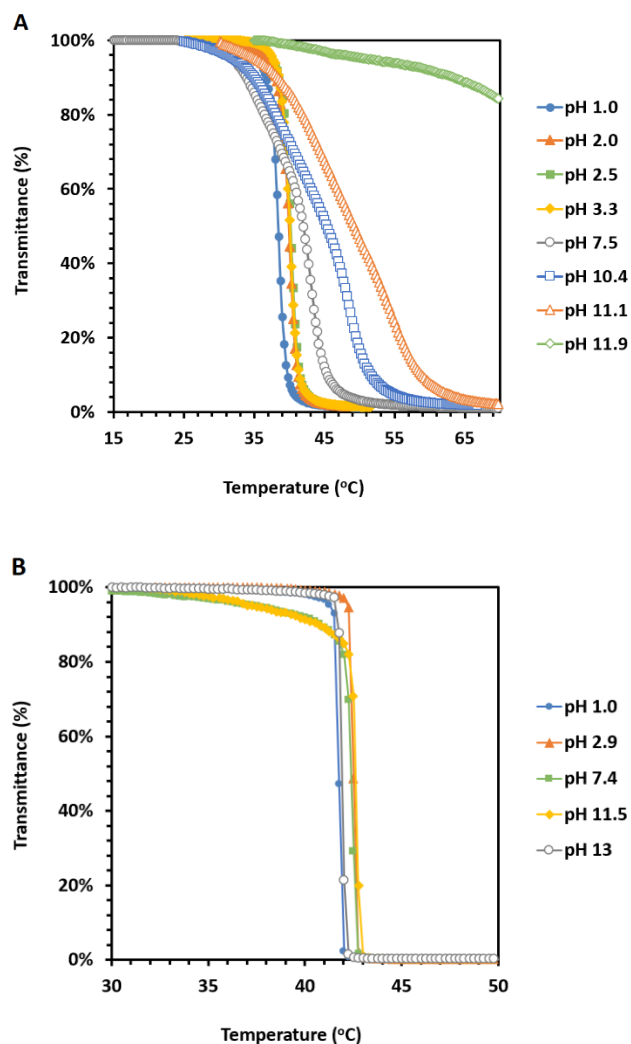 A
100%
80%
60%
40%
20%
0%
Transmittance (%)
15 25 35 45 55 65
Temperature (ºC)
pH 1.0
pH 2.0
pH 2.5
pH 3.3
pH 7.5
pH 10.4
pH 11.1
pH 11.9
B
100%
80%
60%
40%
20%
0%
Transmittance (%)
30 35 40 45 50
Temperature (ºC)
pH 1.0
pH 2.9
pH 7.4
pH 11.5
pH 13